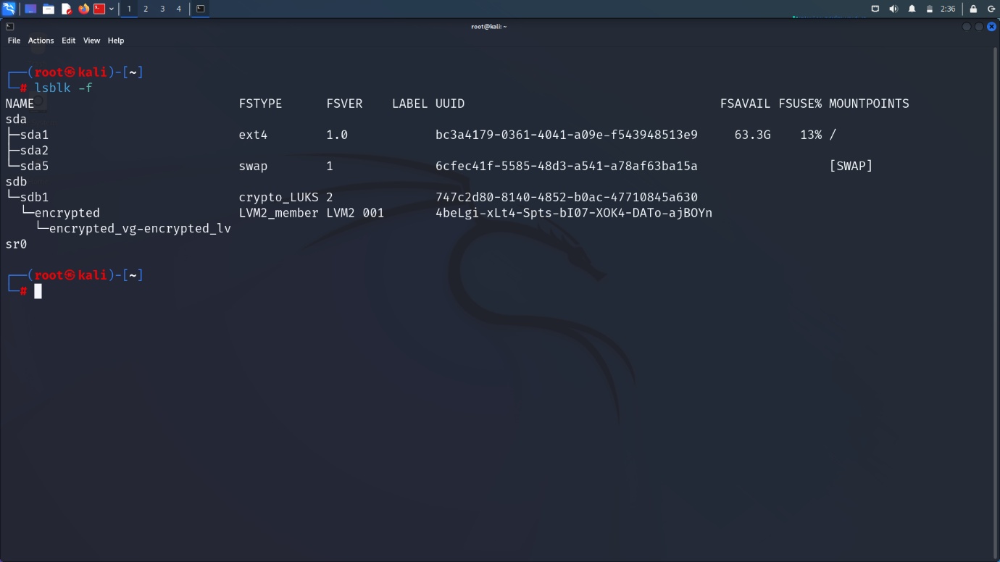 1 2 3 4 2:36
root@kali: ~
File Actions Edit View Help
┌──(root㉿kali)-[~]
└─# lsblk -f
NAME FSTYPE FSVER LABEL UUID FSAVAIL FSUSE% MOUNTPOINTS
sda
├─sda1 ext4 1.0 bc3a4179-0361-4041-a09e-f543948513e9 63.3G 13% /
├─sda2
└─sda5 swap 1 6cfec41f-5585-48d3-a541-a78af63ba15a [SWAP]
sdb
└─sdb1 crypto_LUKS 2 747c2d80-8140-4852-b0ac-47710845a630
└─encrypted LVM2_member LVM2 001 4beLgi-xLt4-Spts-bI07-XOK4-DATo-ajBOYn
└─encrypted_vg-encrypted_lv
sr0
┌──(root㉿kali)-[~]
└─#